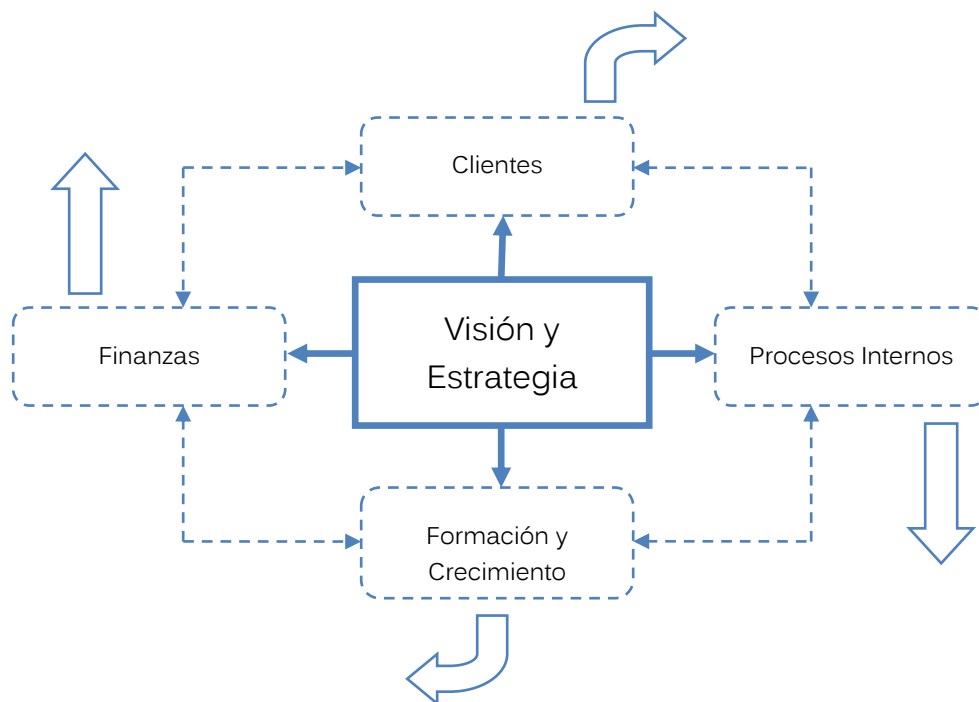 Clientes
Visión y
Estrategia
Finanzas
Procesos Internos
Formación y
Crecimiento